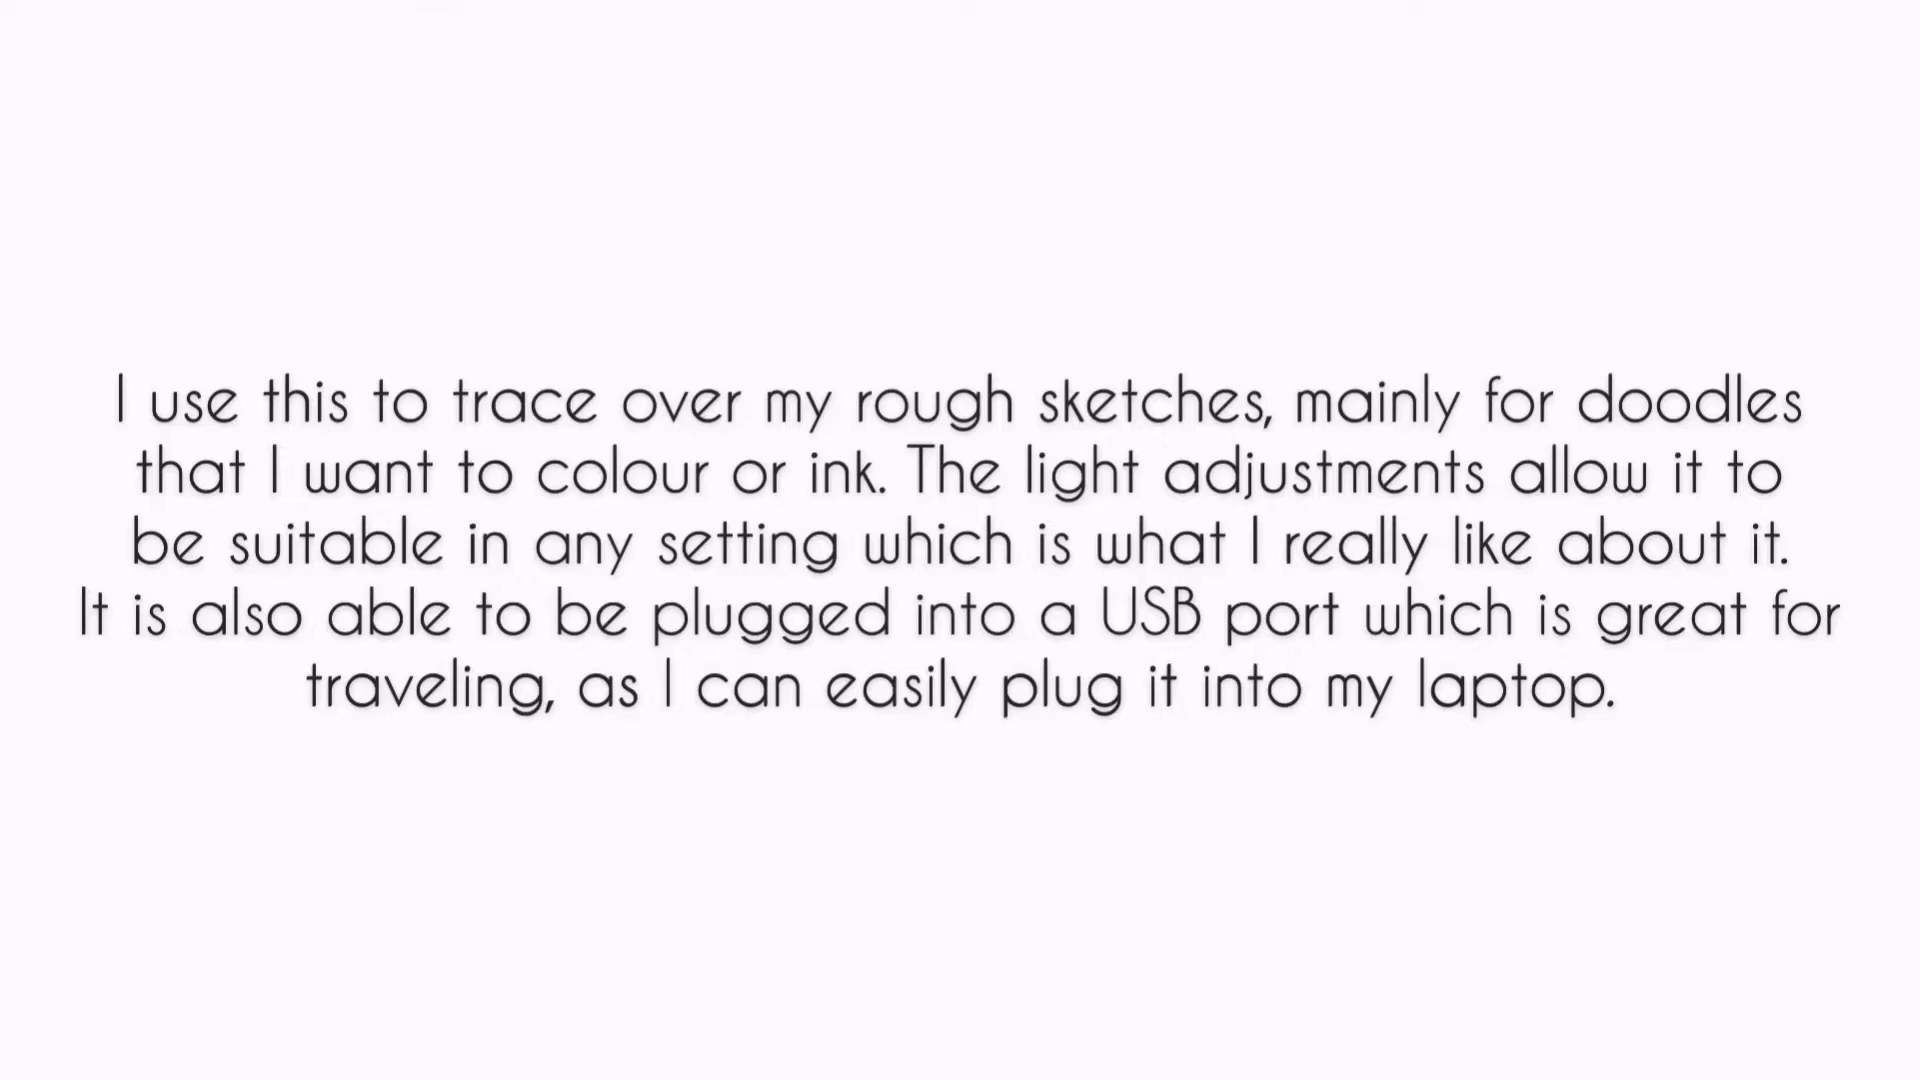 I use this to trace over my rough sketches, mainly for doodles
that I want to colour or ink. The light adjustments allow it to
be suitable in any setting which is what I really like about it.
It is also able to be plugged into a USB port which is great for
traveling, as I can easily plug it into my laptop.